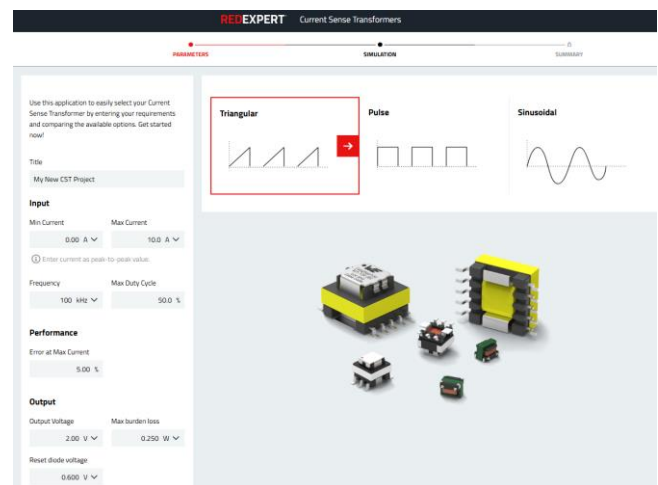 REDEXPERT Current Sense Transformers
PARAMETERS
SIMULATION
SUMMARY
Use this application to easily select your Current
Sense Transformer by entering your requirements
and comparing the available options. Get started
now!
Title
My New CST Project
Input
Min Current Max Current
0.00 A 10.0 A
Enter current as peak-to-peak value.
Frequency Max Duty Cycle
100 kHz 50.0 %
Performance
Error at Max Current
5.00 %
Output
Output Voltage Max burden loss
2.00 V 0.250 W
Reset diode voltage
0.600 V
Triangular
Pulse
Sinusoidal